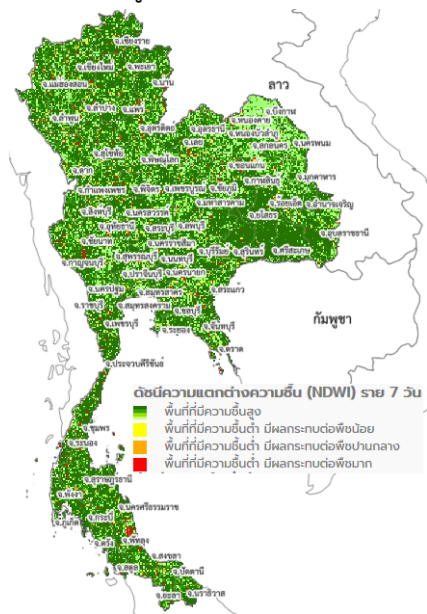 จ.เชียงราย
จ.เชียงใหม่ จ.พะเยา
จ.แม่ฮ่องสอน จ.น่าน
ลาว
จ.ลำปาง จ.แพร่
จ.บึงกาฬ
จ.ลำพูน จ.หนองคาย
จ.อุตรดิตถ์ จ.อุดรธานี จ.หนองบัวลำภู
จ.เลย จ.สกลนคร จ.นครพนม
จ.สุโขทัย จ.พิษณุโลก
จ.ขอนแก่น
จ.ตาก จ.กาฬสินธุ์ จ.มุกดาหาร
จ.กำแพงเพชร จ.พิจิตร จ.เพชรบูรณ์ จ.ชัยภูมิ
จ.มหาสารคาม จ.ร้อยเอ็ด จ.อำนาจเจริญ
จ.สิงห์บุรี จ.นครสวรรค์ จ.ยโสธร
จ.อุทัยธานี จ.สระบุรี จ.ลพบุรี
จ.อุบลราชธานี
จ.ชัยนาท จ.นครราชสีมา จ.บุรีรัมย์ จ.สุรินทร์ จ.ศรีสะเกษ
จ.กาญจนบุรี จ.สุพรรณบุรี จ.นนทบุรี
จ.ปราจีนบุรี จ.นครนายก
จ.นครปฐม จ.สมุทรสาคร จ.สระแก้ว
จ.ราชบุรี จ.สมุทรสงคราม จ.ชลบุรี
กัมพูชา
จ.เพชรบุรี จ.ระยอง จ.จันทบุรี
จ.ตราด
จ.ประจวบคีรีขันธ์
ดัชนีความแตกต่างความชื้น (NDWI) ราย 7 วัน
พื้นที่ที่มีความชื้นสูง
พื้นที่ที่มีความชื้นต่ำ มีผลกระทบต่อพืชน้อย
พื้นที่ที่มีความชื้นต่ำ มีผลกระทบต่อพืชปานกลาง
พื้นที่ที่มีความชื้นต่ำ มีผลกระทบต่อพืชมาก
จ.ชุมพร
จ.ระนอง
จ.สุราษฎร์ธานี
จ.พังงา
จ.นครศรีธรรมราช
จ.ภูเก็ต จ.กระบี่
จ.ตรัง จ.พัทลุง
จ.สงขลา
จ.สตูล จ.ปัตตานี
จ.ยะลา จ.นราธิวาส